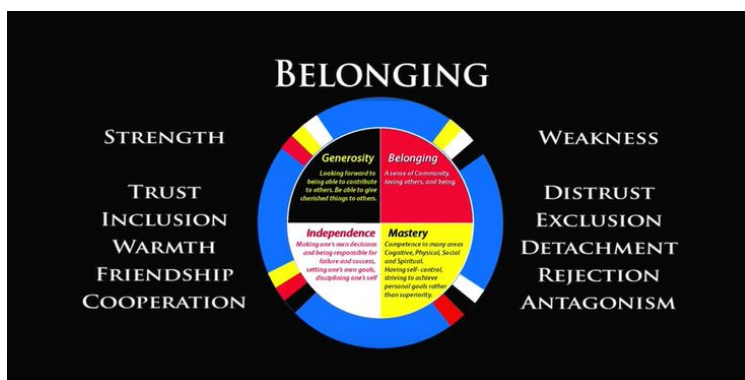 BELONGING
STRENGTH
TRUST
INCLUSION
WARMTH
FRIENDSHIP
COOPERATION
Generosity
Looking forward to
being able to contribute
to others. Be able to give
cherished things to others.
Belonging
A sense of Community,
loving others, and being.
Independence
Making one's own decisions
and being responsible for
failure and success,
setting one's own goals,
disciplining one's self
Mastery
Competence in many areas
Cognitive, Physical, Social
and Spiritual.
Having self- control,
striving to achieve
personal goals rather
than superiority.
WEAKNESS
DISTRUST
EXCLUSION
DETACHMENT
REJECTION
ANTAGONISM